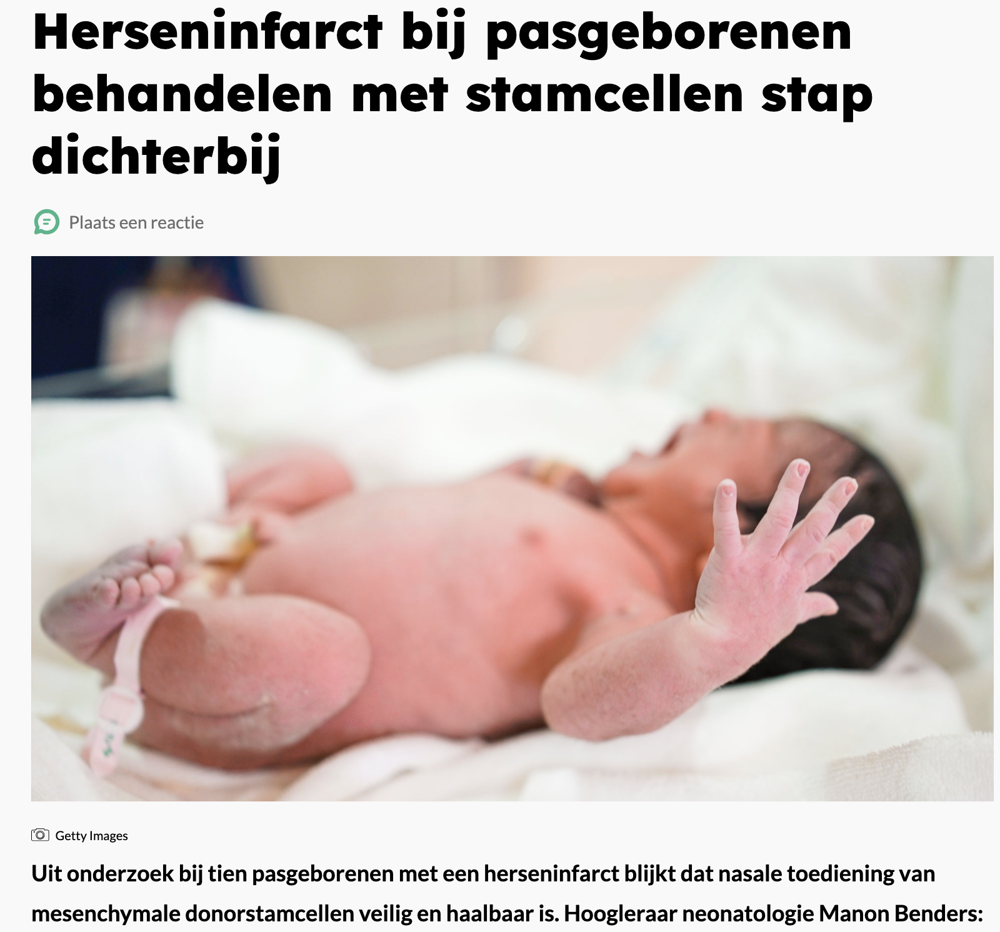 Herseninfarct bij pasgeborenen
behandelen met stamcellen stap
dichterbij
Plaats een reactie
Getty Images
Uit onderzoek bij tien pasgeborenen met een herseninfarct blijkt dat nasale toediening van
mesenchymale donorstamcellen veilig en haalbaar is. Hoogleraar neonatologie Manon Benders: